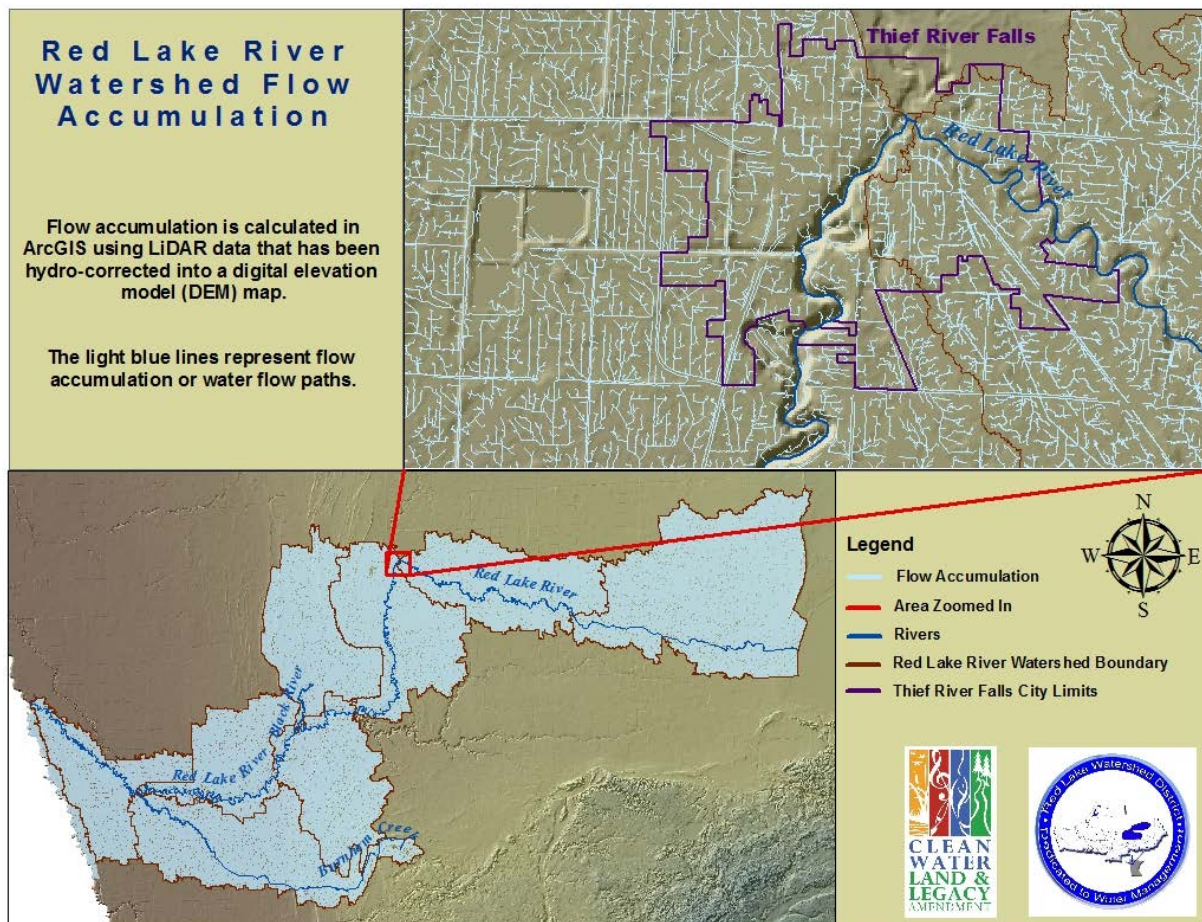 Red Lake River
Watershed Flow
Accumulation
Flow accumulation is calculated in
ArcGIS using LiDAR data that has been
hydro-corrected into a digital elevation
model (DEM) map.
The light blue lines represent flow
accumulation or water flow paths.
Thief River Falls
Red Lake River
Red Lake River
Black River
Red Lake River
Burnham Creek
Legend
Flow Accumulation
Area Zoomed In
Rivers
Red Lake River Watershed Boundary
Thief River Falls City Limits
N
W
E
S
CLEAN
WATER
LAND &
LEGACY
AMENDMENT
Red Lake Watershed District
Dedicated to Water Management